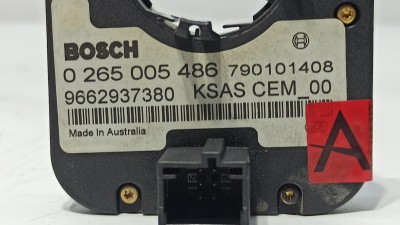 BOSCH
0 265 005 486 790101408
9662937380 KSAS CEM_00
Made in Australia
A